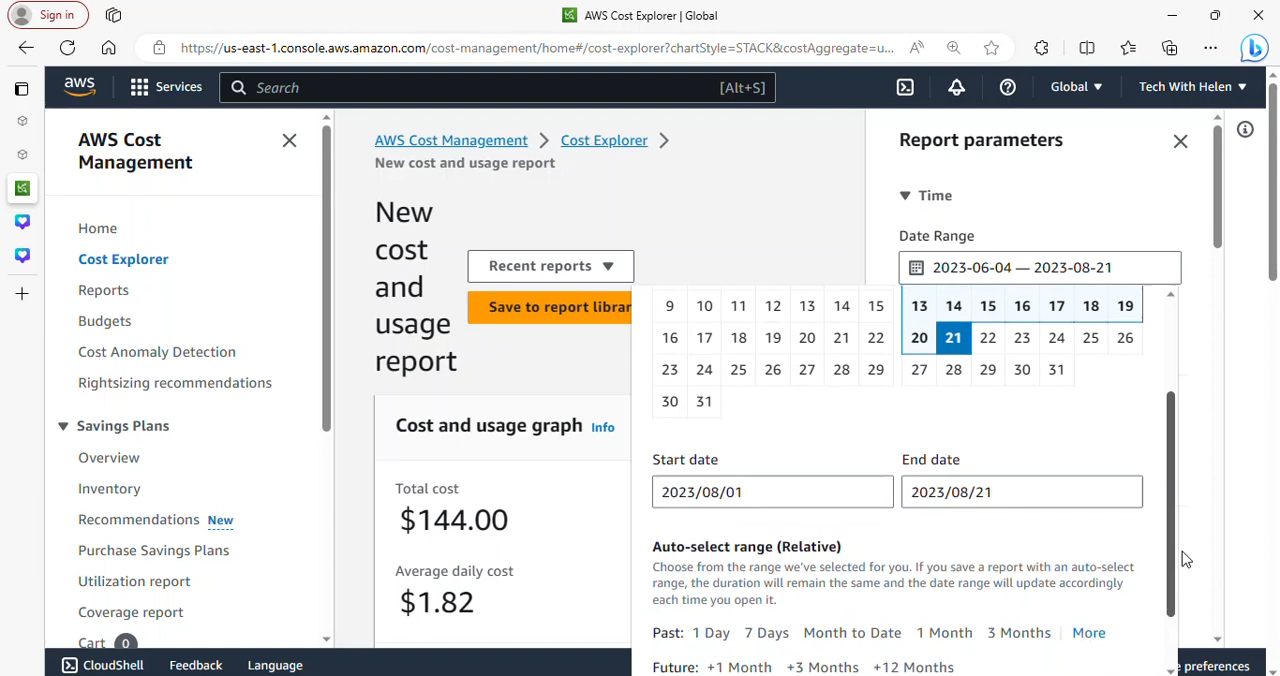 Sign in
AWS Cost Explorer | Global
https://us-east-1.console.aws.amazon.com/cost-management/home#/cost-explorer?chartStyle=STACK&costAggregate=u...
aws
Services
Search
[Alt+S]
Global
Tech With Helen
AWS Cost
Management
Home
Cost Explorer
Reports
Budgets
Cost Anomaly Detection
Rightsizing recommendations
Savings Plans
Overview
Inventory
Recommendations New
Purchase Savings Plans
Utilization report
Coverage report
Cart 0
AWS Cost Management > Cost Explorer >
New cost and usage report
New
cost
and
usage
report
Recent reports
Save to report librar
Cost and usage graph Info
Total cost
$144.00
Average daily cost
$1.82
Report parameters
Time
Date Range
2023-06-04 — 2023-08-21
9 10 11 12 13 14 15
16 17 18 19 20 21 22
23 24 25 26 27 28 29
30 31
13 14 15 16 17 18 19
20 21 22 23 24 25 26
27 28 29 30 31
Start date
2023/08/01
End date
2023/08/21
Auto-select range (Relative)
Choose from the range we've selected for you. If you save a report with an auto-select
range, the duration will remain the same and the date range will update accordingly
each time you open it.
Past: 1 Day 7 Days Month to Date 1 Month 3 Months More
Future: +1 Month +3 Months +12 Months
CloudShell
Feedback
Language
preferences